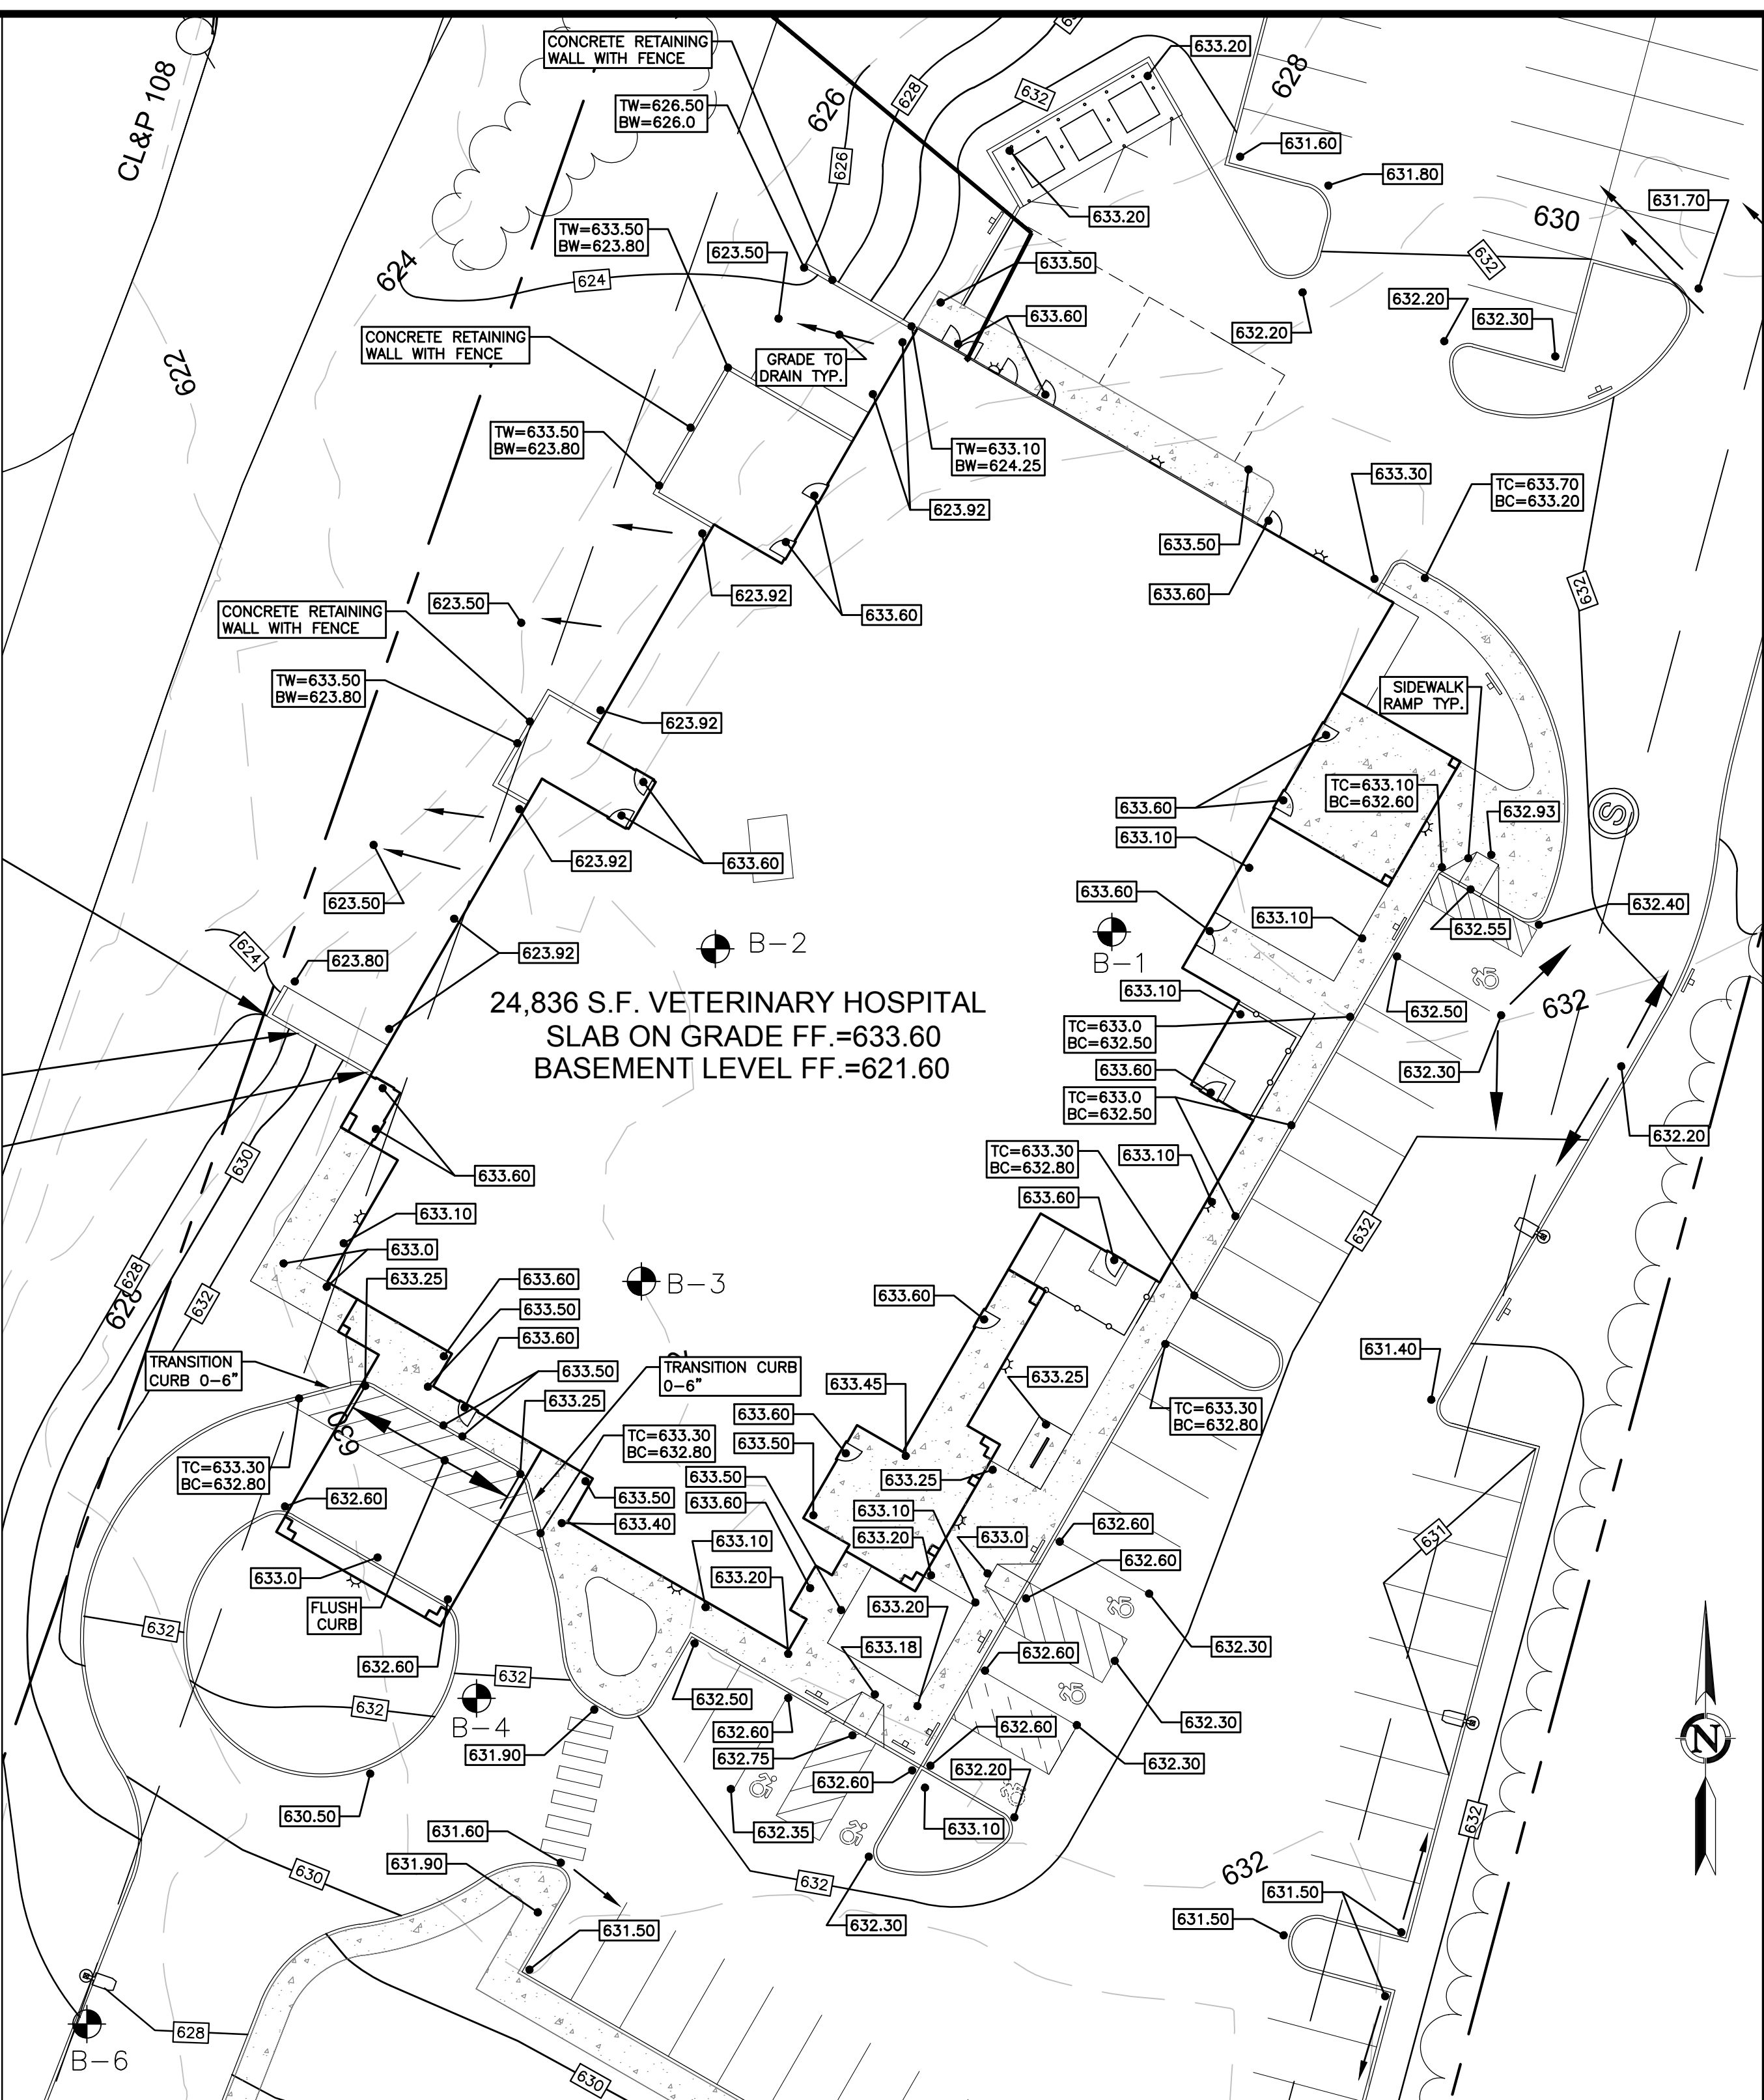 CL&P 108
CONCRETE RETAINING
WALL WITH FENCE
633.20
628
TW=626.50
BW=626.0
626
628
632
626
631.60
631.80
631.70
630
633.20
TW=633.50
BW=623.80
623.50
632
624
624
633.50
632.20
632.30
633.60
632.20
CONCRETE RETAINING
WALL WITH FENCE
GRADE TO
DRAIN TYP.
622
TW=633.50
BW=623.80
TW=633.10
BW=624.25
633.30
TC=633.70
BC=633.20
623.92
633.50
633.60
632
623.92
623.50
633.60
CONCRETE RETAINING
WALL WITH FENCE
TW=633.50
BW=623.80
SIDEWALK
RAMP TYP.
623.92
TC=633.10
BC=632.60
633.60
632.93
S
633.10
623.92
633.60
633.60
623.50
633.10
632.40
632.55
B-2
B-1
624
623.80
623.92
24,836 S.F. VETERINARY HOSPITAL
SLAB ON GRADE FF.=633.60
BASEMENT LEVEL FF.=621.60
633.10
632.50
632
TC=633.0
BC=632.50
633.60
632.30
TC=633.0
BC=632.50
632.20
630
TC=633.30
BC=632.80
633.10
633.60
633.60
633.10
632
633.0
633.25
633.60
B-3
628
628
632
633.50
633.60
633.60
TRANSITION
CURB 0-6"
633.50
TRANSITION CURB
0-6"
631.40
633.25
633.45
633.25
630
633.60
TC=633.30
BC=632.80
TC=633.30
BC=632.80
633.50
TC=633.30
BC=632.80
633.50
633.25
632.60
633.50
633.60
633.10
633.40
632.60
633.10
633.20
633.0
631
632.60
633.20
633.0
FLUSH
CURB
633.20
632
633.18
632.30
632.60
632.60
632
632
632.50
632.60
632.60
632.30
B-4
N
631.90
632.75
632.30
632.60
632.20
630.50
632.35
633.10
632
631.60
631.90
630
632
632
631.50
632.30
631.50
631.50
628
B-6
630